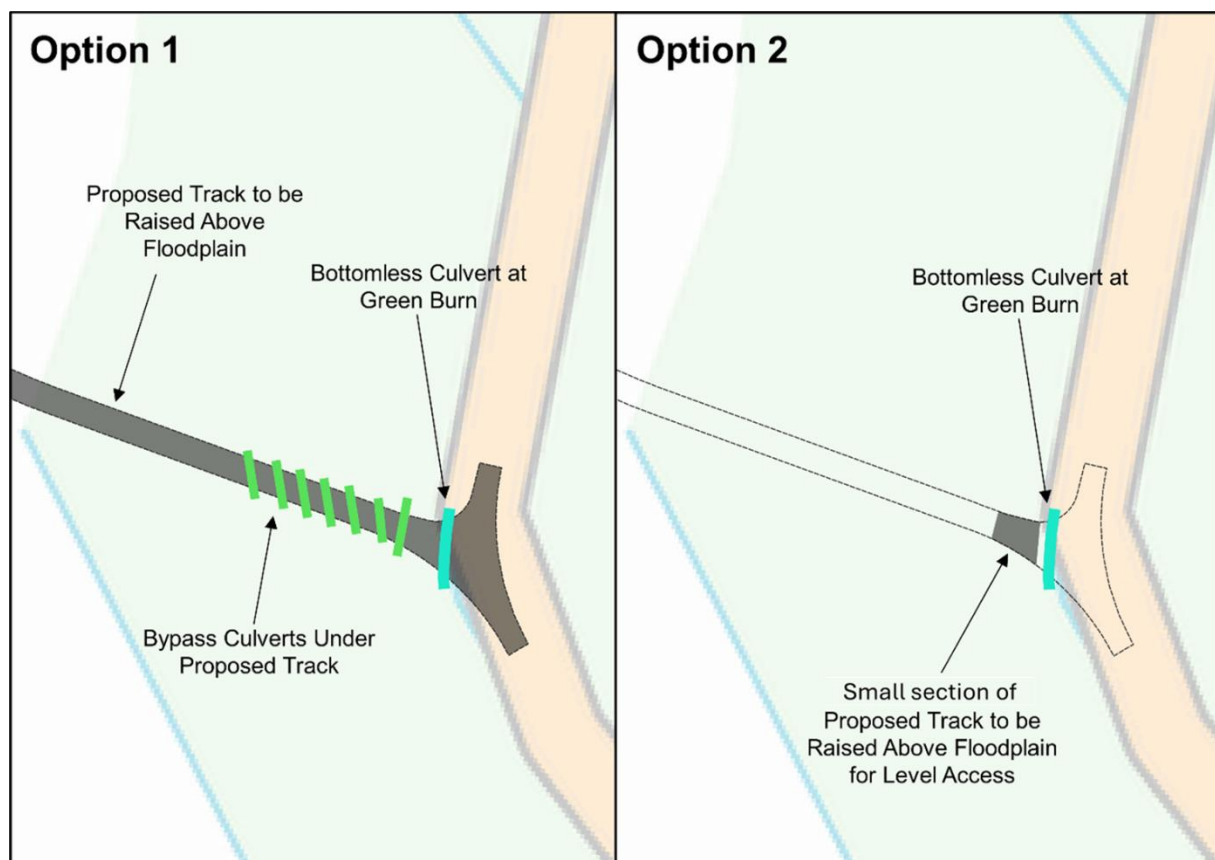 Option 1
Proposed Track to be
Raised Above
Floodplain
Bottomless Culvert at
Green Burn
Bypass Culverts Under
Proposed Track
Option 2
Bottomless Culvert at
Green Burn
Small section of
Proposed Track to be
Raised Above Floodplain
for Level Access